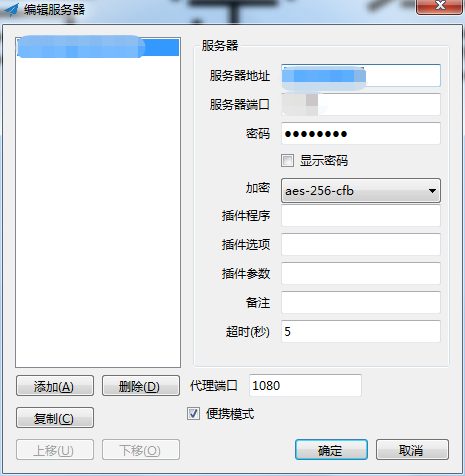 编辑服务器
服务器
服务器地址
服务器端口
密码 ●●●●●●●●
显示密码
加密 aes-256-cfb
插件程序
插件选项
插件参数
备注
超时(秒) 5
添加(A) 删除(D) 代理端口 1080
复制(C) 便携模式
上移(U) 下移(O) 确定 取消